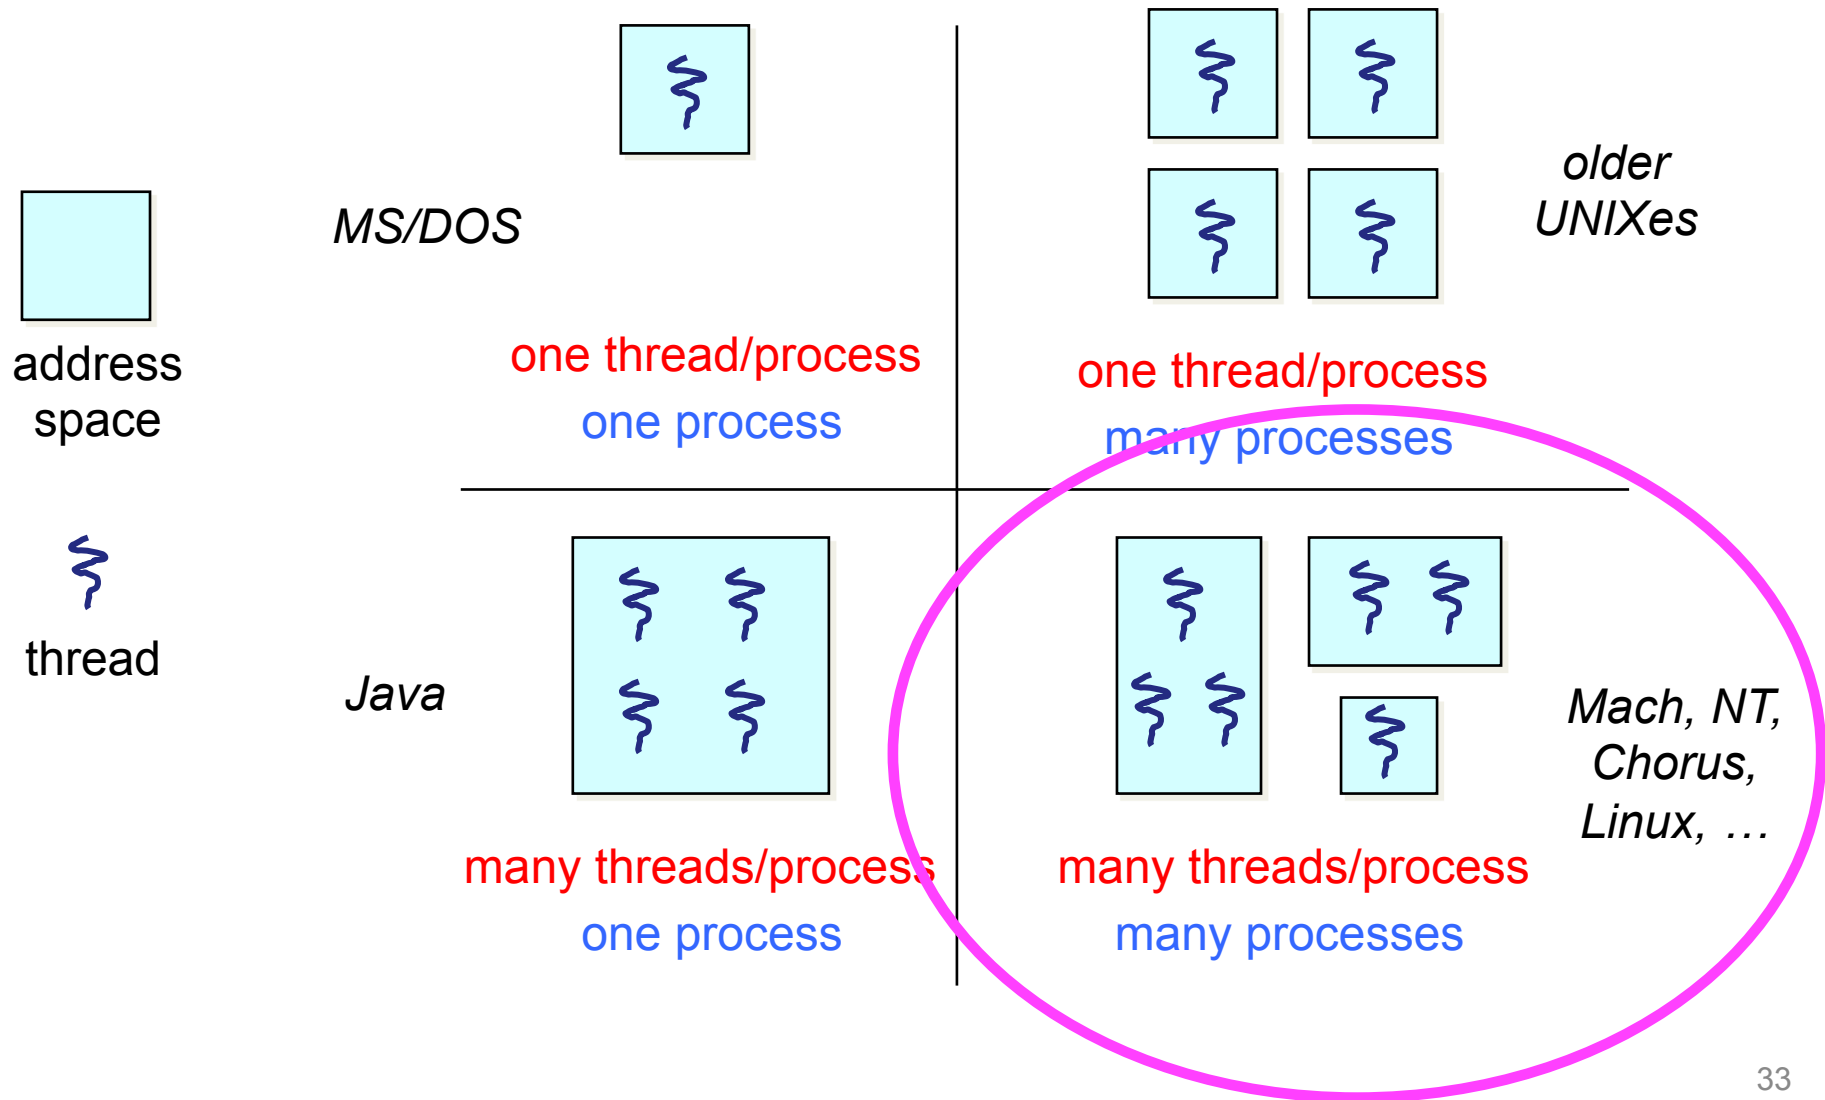 MS/DOS
one thread/process
one process
older
UNIXes
one thread/process
many processes
address
space
thread
Java
many threads/process
one process
Mach, NT,
Chorus,
Linux, …
many threads/process
many processes
33